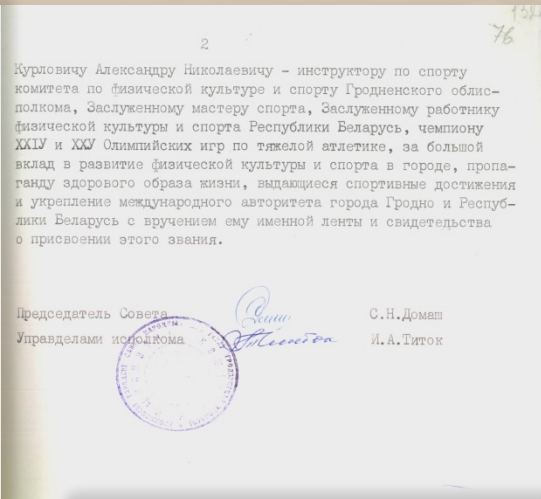 132
76
2
Курловичу Александру Николаевичу - инструктору по спорту
комитета по физической культуре и спорту Гродненского облис-
полкома, Заслуженному мастеру спорта, Заслуженному работнику
физической культуры и спорта Республики Беларусь, чемпиону
XXIУ и XXУ Олимпийских игр по тяжелой атлетике, за большой
вклад в развитие физической культуры и спорта в городе, пропа-
ганду здорового образа жизни, выдающиеся спортивные достижения
и укрепление международного авторитета города Гродно и Респуб-
лики Беларусь с вручением ему именной ленты и свидетельства
о присвоении этого звания.
Председатель Совета С.Н.Домаш
Управделами исполкома И.А.Титок